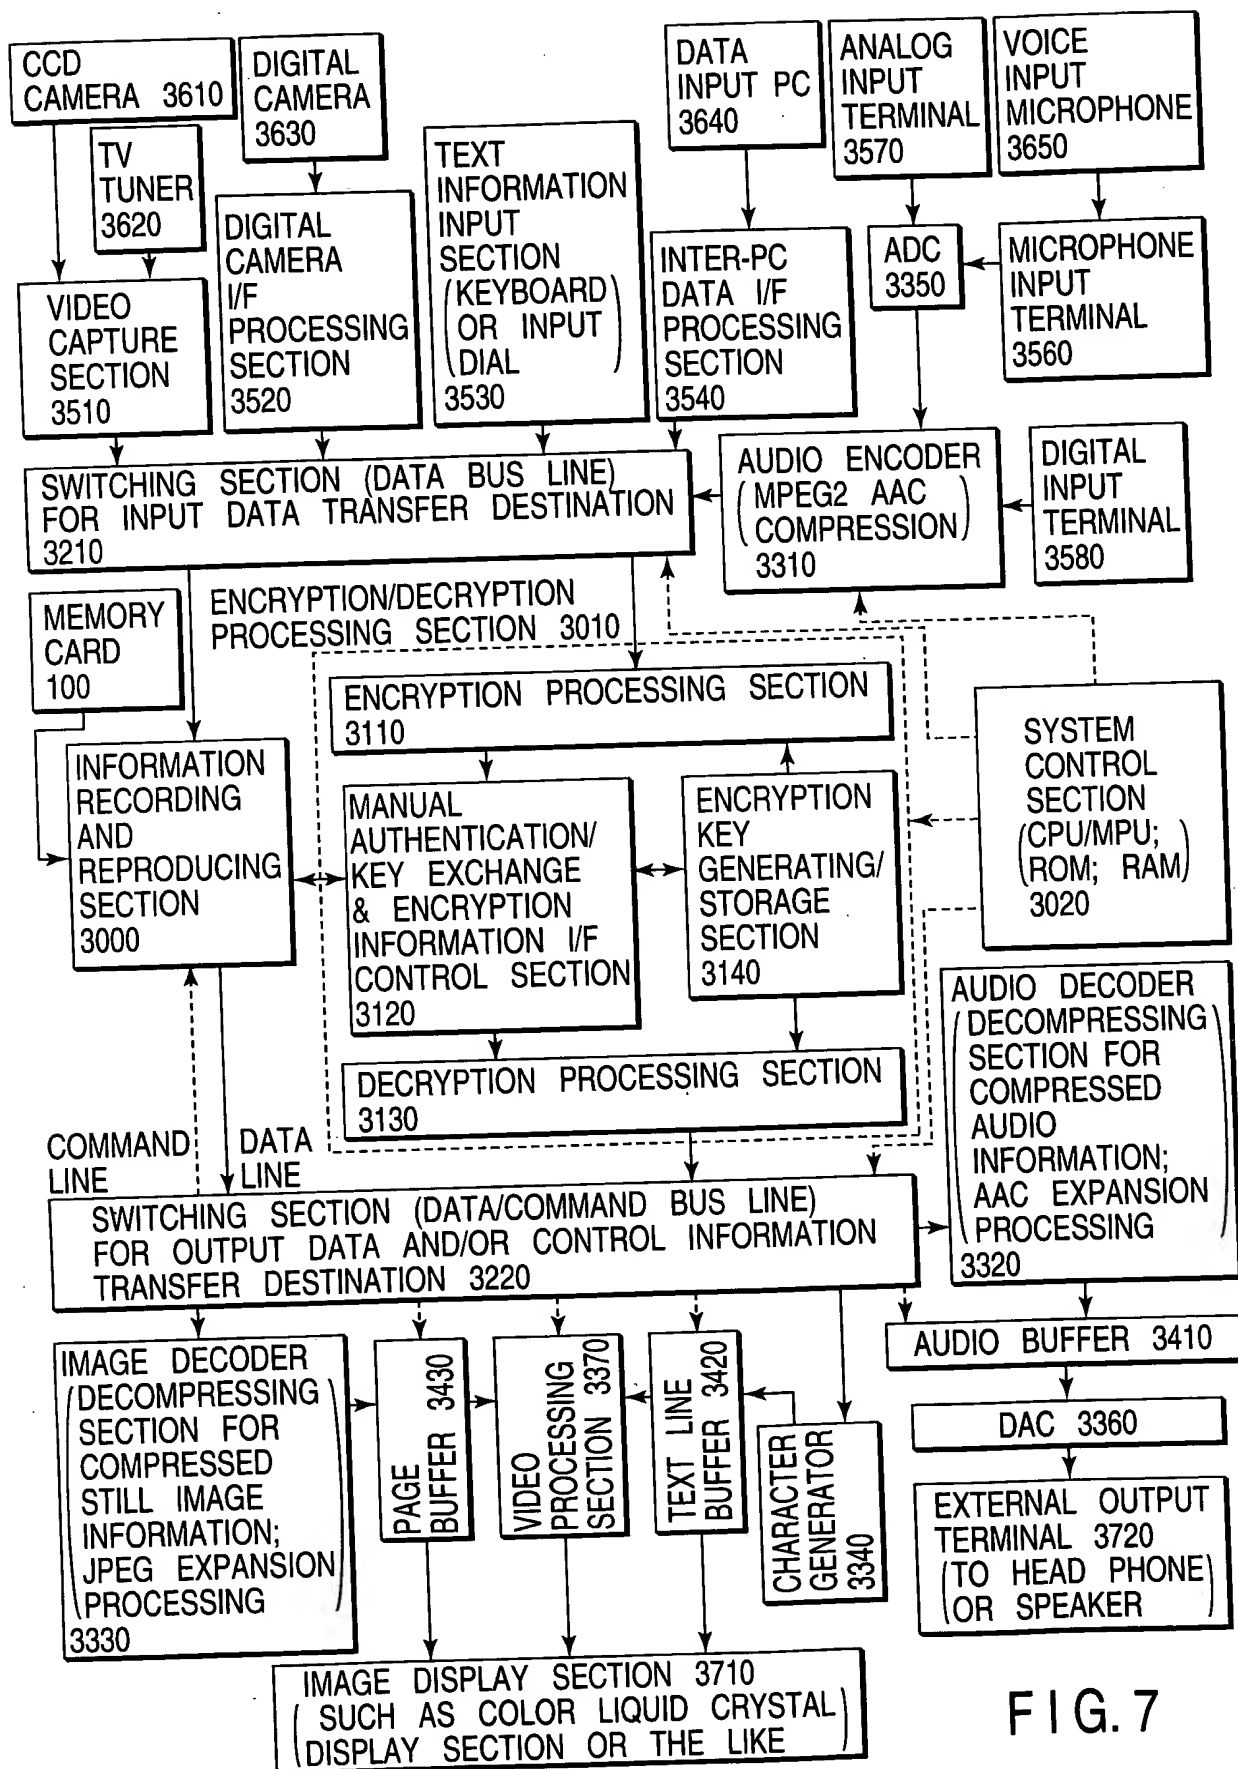 CCD
CAMERA 3610
TV
TUNER
3620
DIGITAL
CAMERA
3630
DATA
INPUT PC
3640
ANALOG
INPUT
TERMINAL
3570
VOICE
INPUT
MICROPHONE
3650
VIDEO
CAPTURE
SECTION
3510
DIGITAL
CAMERA
I/F
PROCESSING
SECTION
3520
TEXT
INFORMATION
INPUT
SECTION
(KEYBOARD
OR INPUT
DIAL)
3530
INTER-PC
DATA I/F
PROCESSING
SECTION
3540
ADC
3350
MICROPHONE
INPUT
TERMINAL
3560
SWITCHING SECTION (DATA BUS LINE)
FOR INPUT DATA TRANSFER DESTINATION
3210
AUDIO ENCODER
(MPEG2 AAC
COMPRESSION)
3310
DIGITAL
INPUT
TERMINAL
3580
MEMORY
CARD
100
ENCRYPTION/DECRYPTION
PROCESSING SECTION 3010
ENCRYPTION PROCESSING SECTION
3110
INFORMATION
RECORDING
AND
REPRODUCING
SECTION
3000
MANUAL
AUTHENTICATION/
KEY EXCHANGE
& ENCRYPTION
INFORMATION I/F
CONTROL SECTION
3120
ENCRYPTION
KEY
GENERATING/
STORAGE
SECTION
3140
SYSTEM
CONTROL
SECTION
(CPU/MPU;
ROM; RAM)
3020
DECRYPTION PROCESSING SECTION
3130
COMMAND
LINE
DATA
LINE
AUDIO DECODER
(DECOMPRESSING
SECTION FOR
COMPRESSED
AUDIO
INFORMATION;
AAC EXPANSION
PROCESSING)
3320
SWITCHING SECTION (DATA/COMMAND BUS LINE)
FOR OUTPUT DATA AND/OR CONTROL INFORMATION
TRANSFER DESTINATION 3220
IMAGE DECODER
(DECOMPRESSING
SECTION FOR
COMPRESSED
STILL IMAGE
INFORMATION;
JPEG EXPANSION
PROCESSING)
3330
PAGE
BUFFER 3430
VIDEO
PROCESSING
SECTION 3370
TEXT LINE
BUFFER 3420
CHARACTER
GENERATOR
3340
AUDIO BUFFER 3410
DAC 3360
EXTERNAL OUTPUT
TERMINAL 3720
(TO HEAD PHONE
OR SPEAKER)
IMAGE DISPLAY SECTION 3710
(SUCH AS COLOR LIQUID CRYSTAL
DISPLAY SECTION OR THE LIKE)
FIG. 7